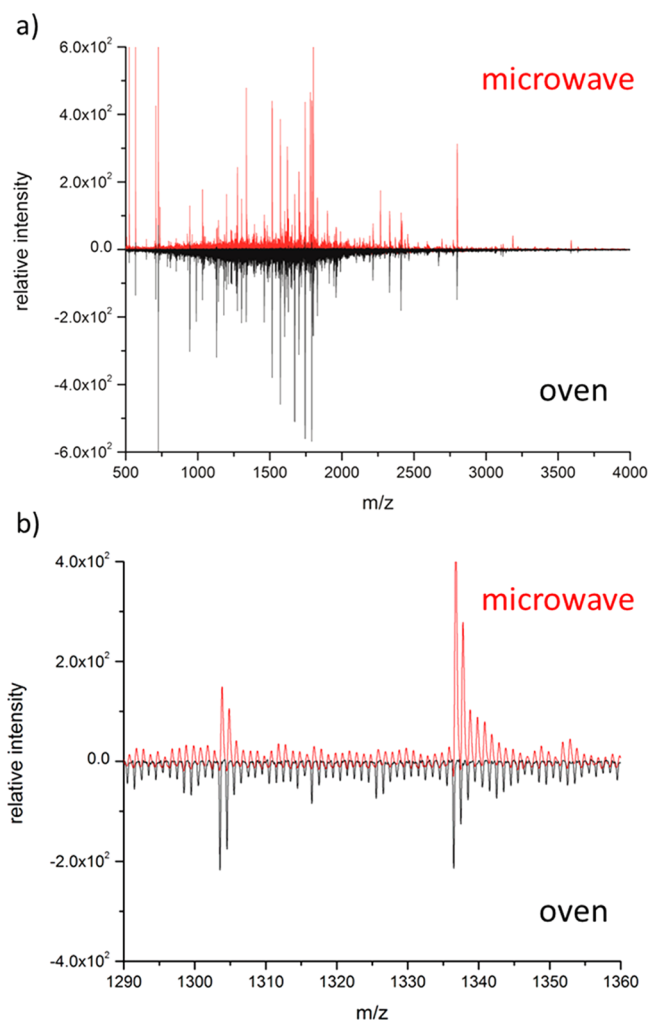 a)
6.0x10²
microwave
4.0x10²
2.0x10²
relative intensity
0.0
-2.0x10²
-4.0x10²
oven
-6.0x10²
500 1000 1500 2000 2500 3000 3500 4000
m/z
b)
4.0x10²
microwave
2.0x10²
relative intensity
0.0
-2.0x10²
oven
-4.0x10²
1290 1300 1310 1320 1330 1340 1350 1360
m/z